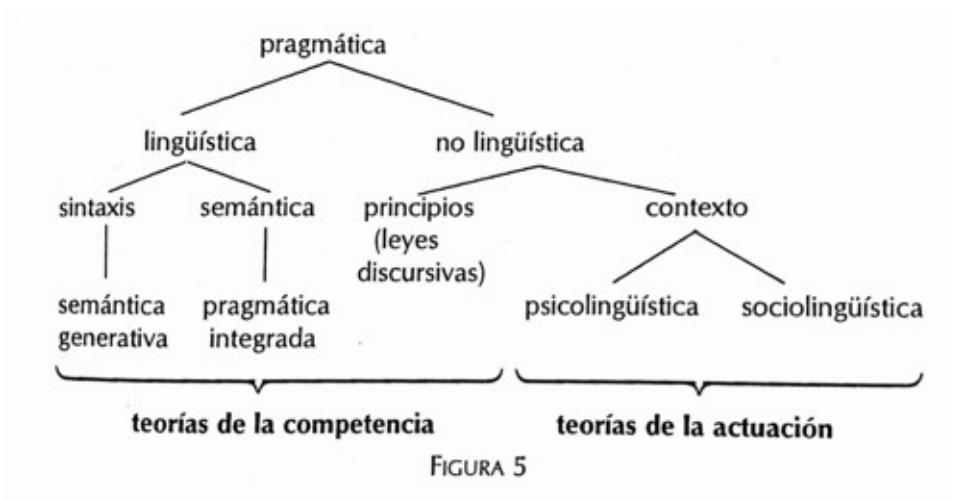 pragmática
lingüística no lingüística
sintaxis semántica principios contexto
(leyes
discursivas)
semántica pragmática psicolingüística sociolingüística
generativa integrada
teorías de la competencia teorías de la actuación
FIGURA 5